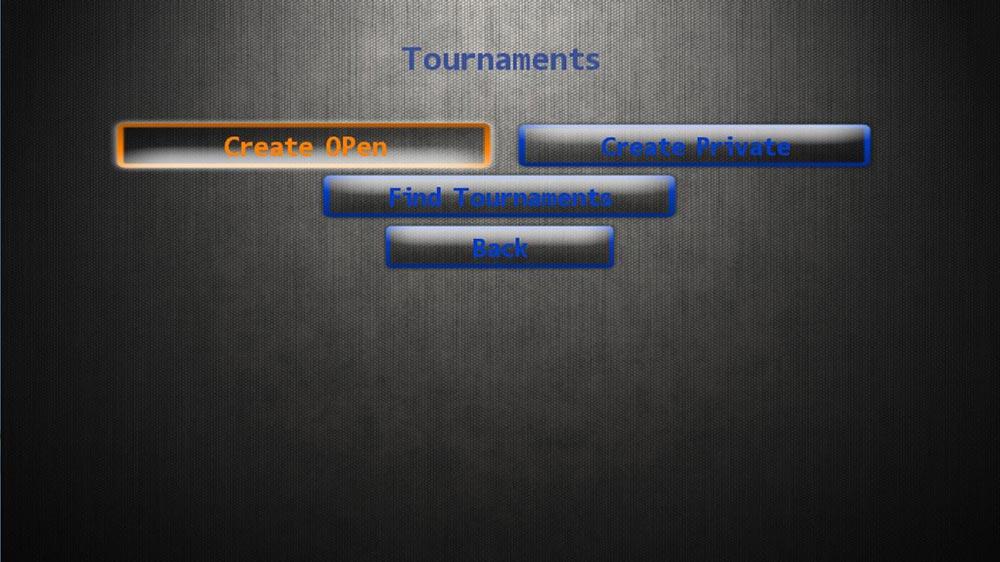 Tournaments
Create OPen
Create Private
Find Tournaments
Back